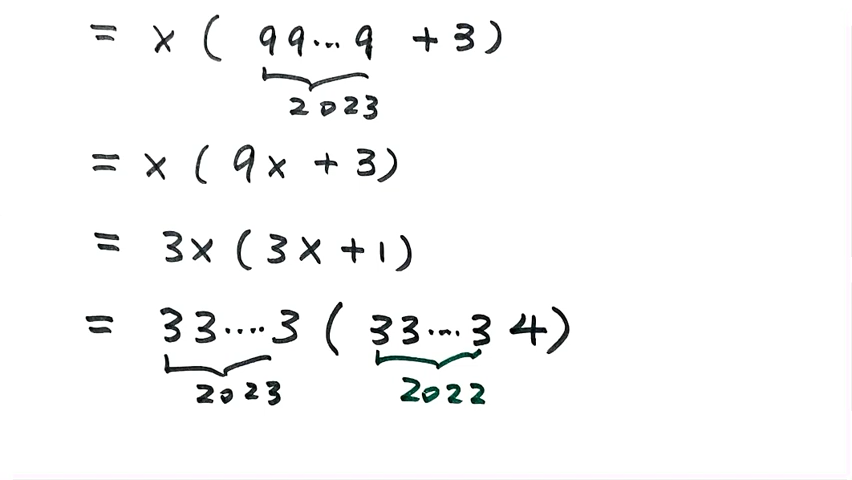 = x ( 99...9 + 3 )
2023
= x ( 9x + 3 )
= 3x ( 3x + 1 )
= 33....3 ( 33...3 4 )
2023 2022